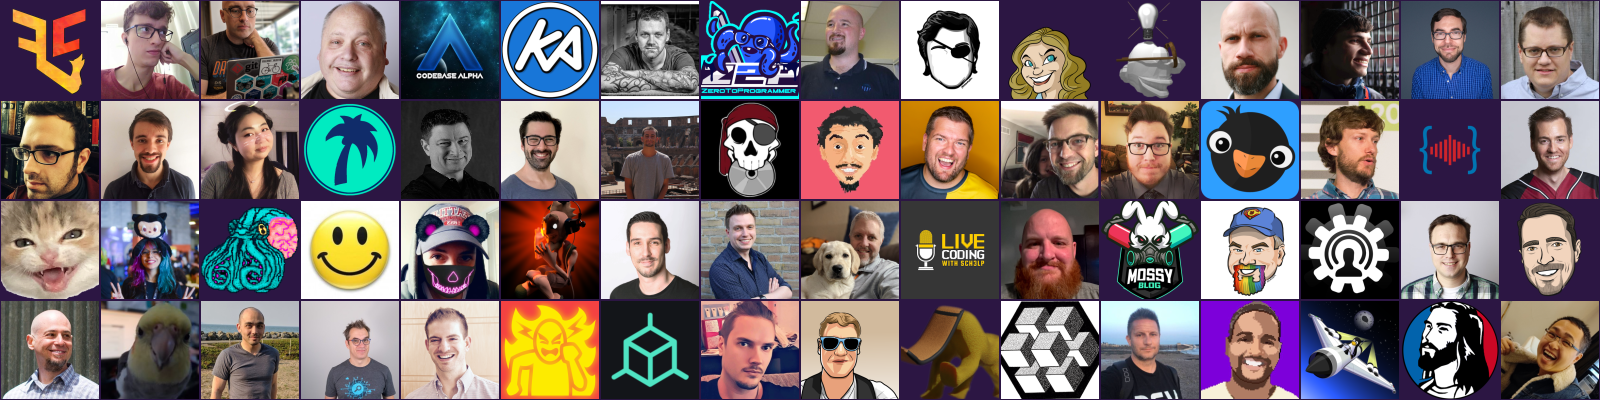 CODEBASE ALPHA
KA
ZEROTOPROGRAMMER
LIVE
CODING
WITH SCH3LP
MOSSY
BLOG